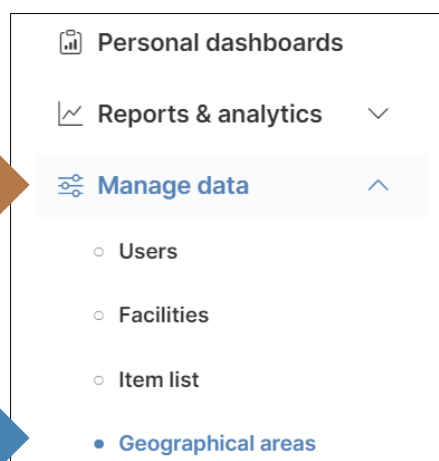 Personal dashboards
Reports & analytics
Manage data
Users
Facilities
Item list
Geographical areas